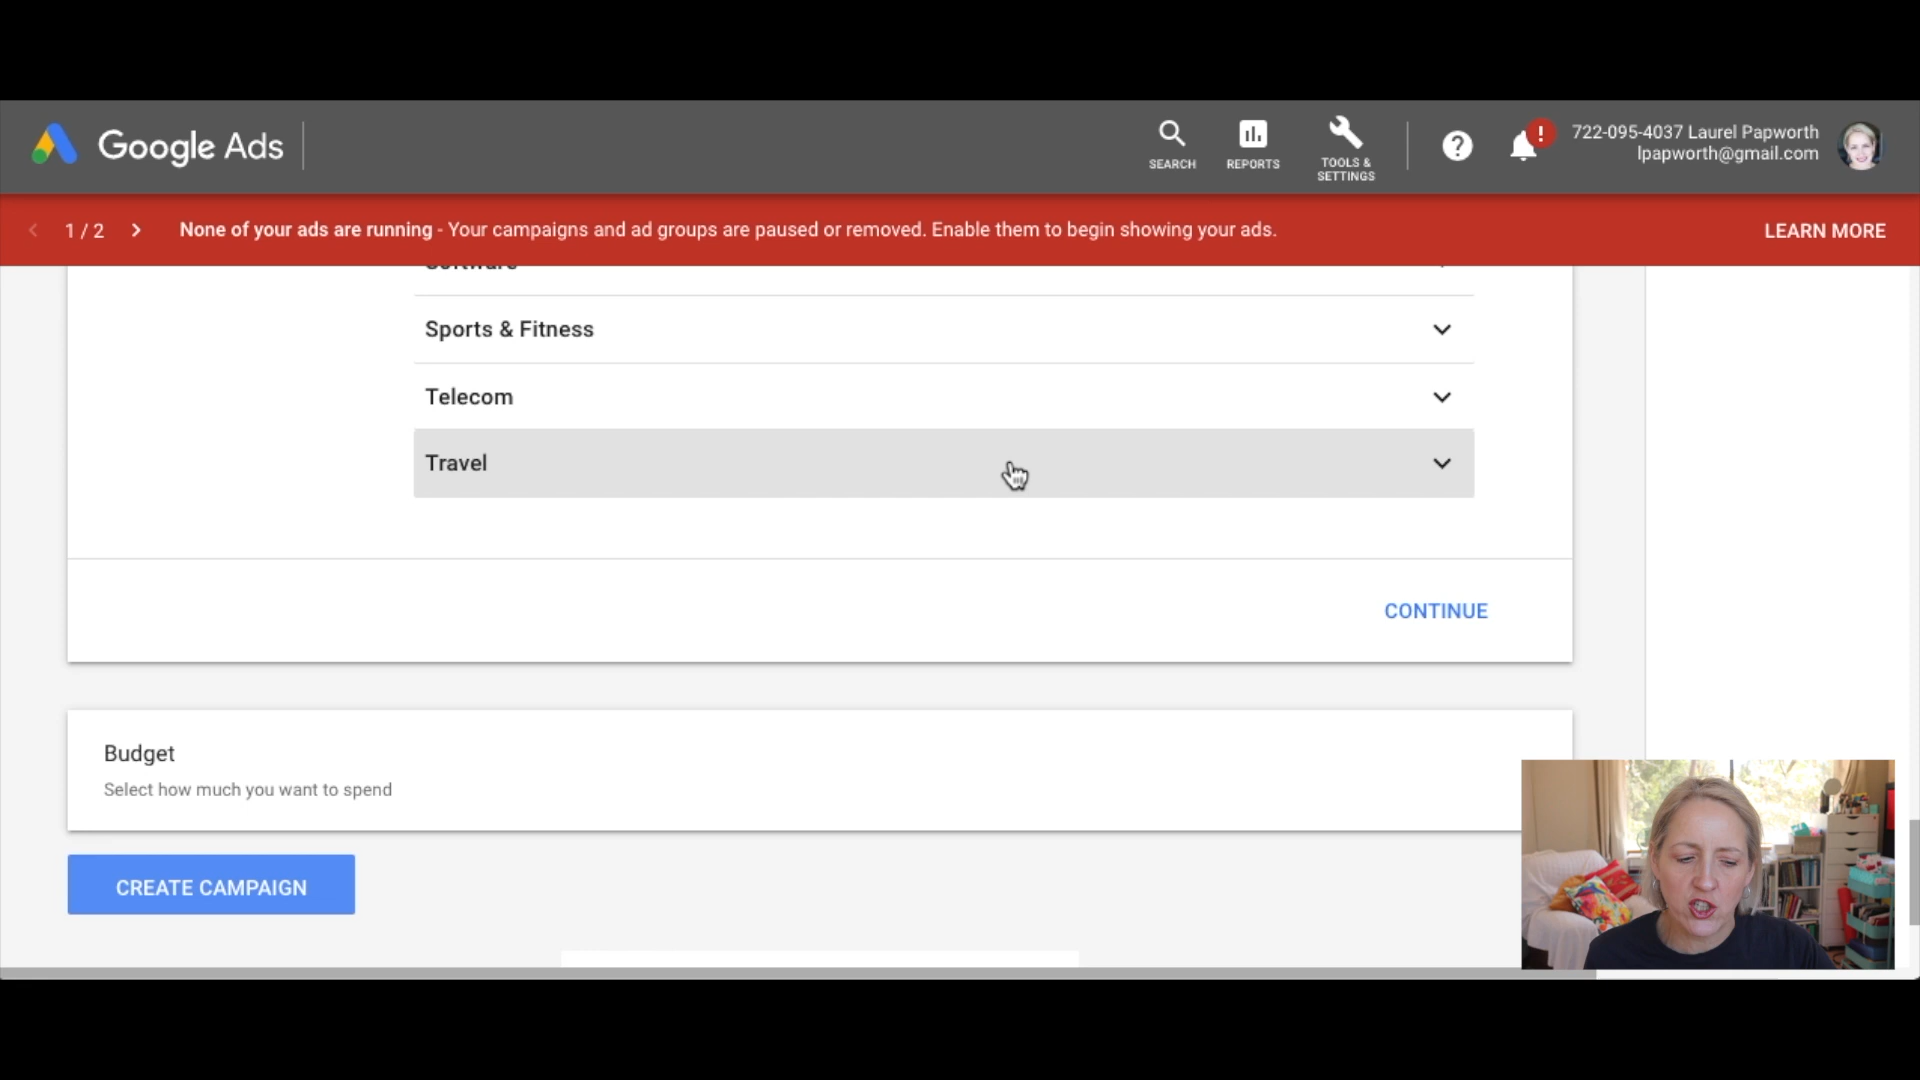 Google Ads
SEARCH
REPORTS
TOOLS &
SETTINGS
722-095-4037 Laurel Papworth
lpapworth@gmail.com
1 / 2
None of your ads are running - Your campaigns and ad groups are paused or removed. Enable them to begin showing your ads.
LEARN MORE
Software
Sports & Fitness
Telecom
Travel
CONTINUE
Budget
Select how much you want to spend
CREATE CAMPAIGN